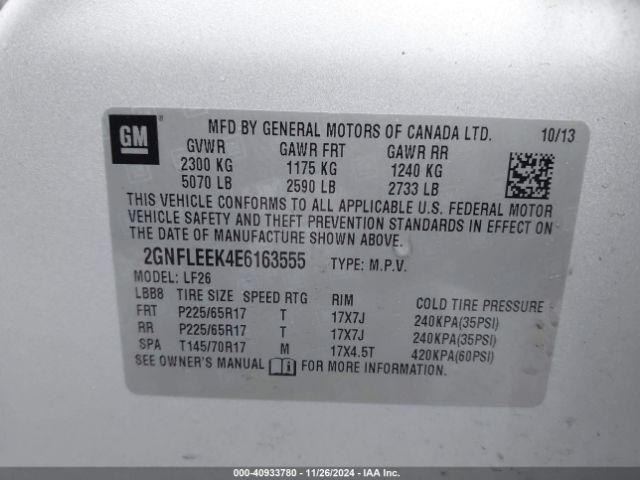 GM ® MFD BY GENERAL MOTORS OF CANADA LTD. 10/13
GVWR GAWR FRT GAWR RR
2300 KG 1175 KG 1240 KG
5070 LB 2590 LB 2733 LB
THIS VEHICLE CONFORMS TO ALL APPLICABLE U.S. FEDERAL MOTOR
VEHICLE SAFETY AND THEFT PREVENTION STANDARDS IN EFFECT ON
THE DATE OF MANUFACTURE SHOWN ABOVE.
2GNFLEEK4E6163555 TYPE: M.P.V.
MODEL: LF26
LBB8 TIRE SIZE SPEED RTG RIM COLD TIRE PRESSURE
FRT P225/65R17 T 17X7J 240KPA(35PSI)
RR P225/65R17 T 17X7J 240KPA(35PSI)
SPA T145/70R17 M 17X4.5T 420KPA(60PSI)
SEE OWNER'S MANUAL FOR MORE INFORMATION.
000-40933780 - 11/26/2024 - IAA Inc.